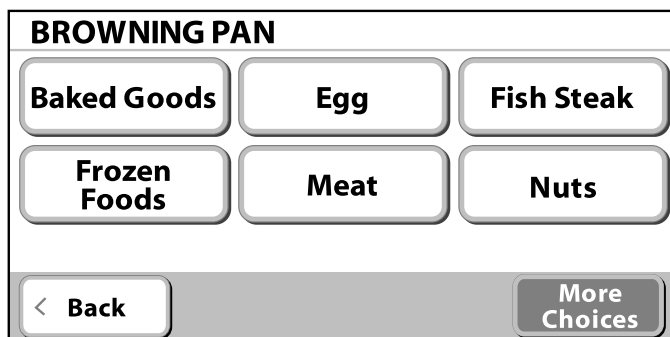 BROWNING PAN
Baked Goods
Egg
Fish Steak
Frozen
Foods
Meat
Nuts
< Back
More
Choices